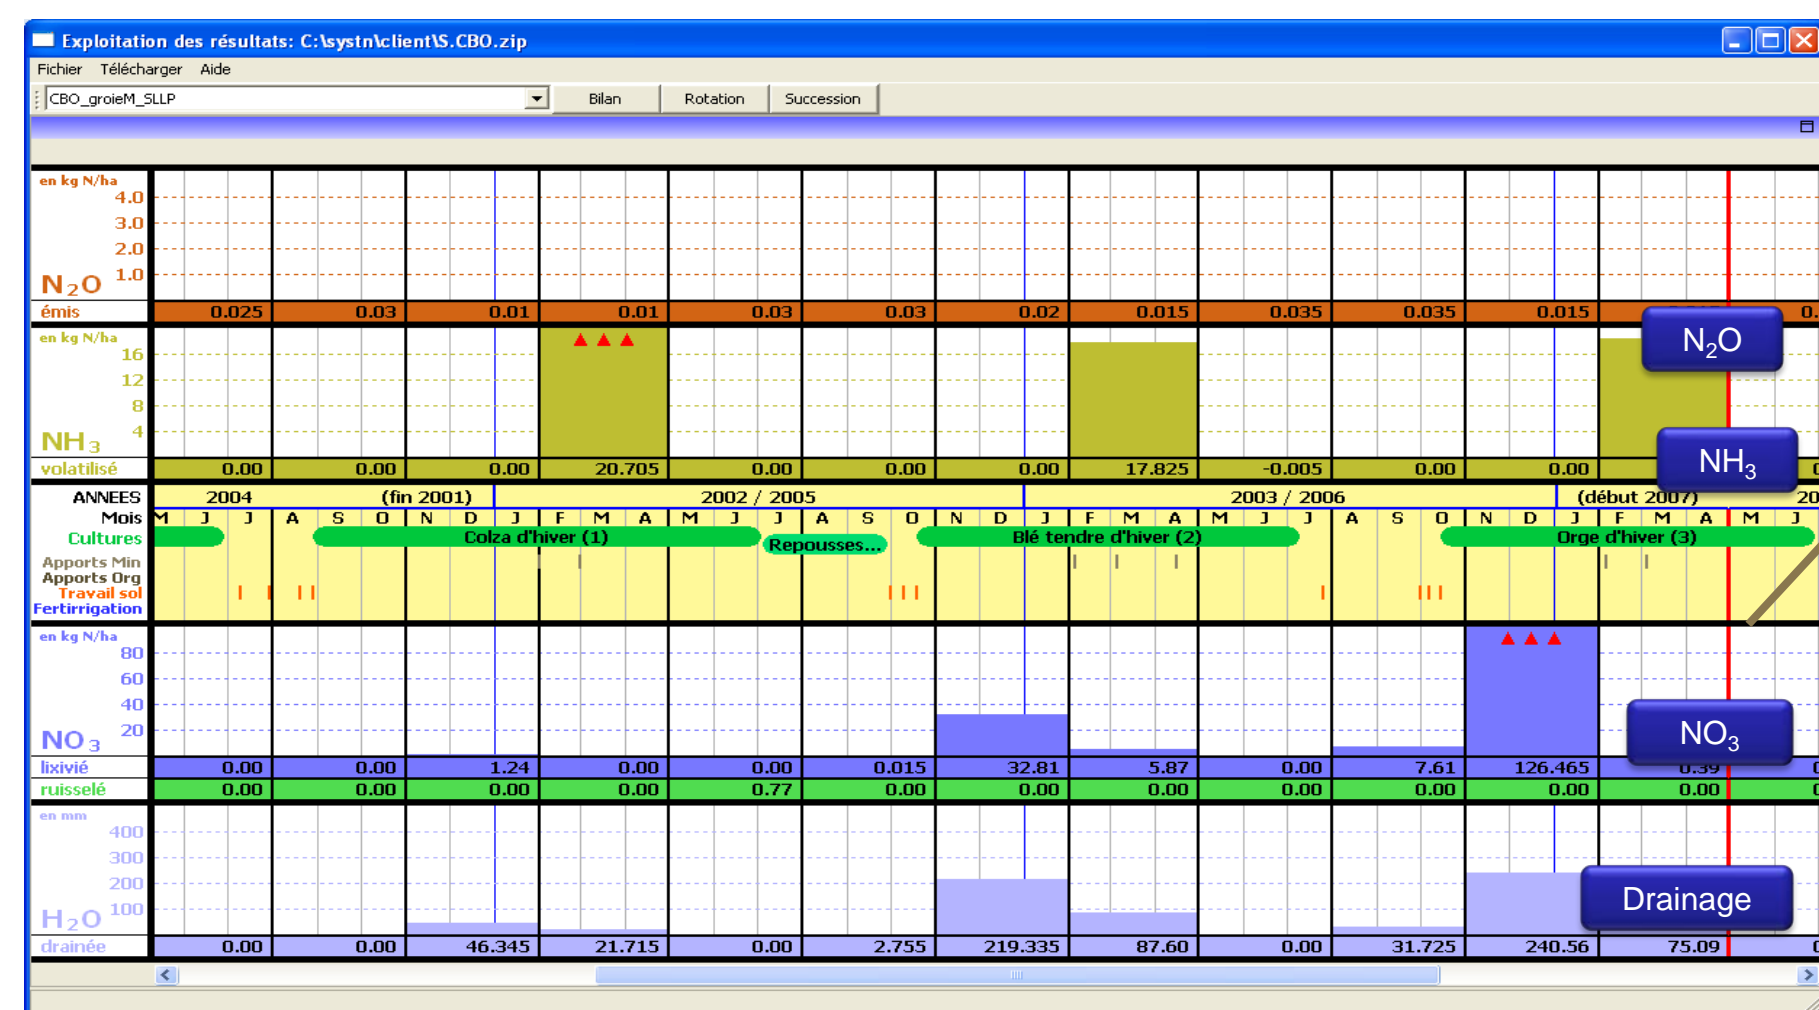 Exploitation des résultats: C:\systn\client\S.CBO.zip
Fichier Télécharger Aide
CBO_groieM_SLLP Bilan Rotation Succession
en kg N/ha
4.0
3.0
2.0
1.0
N₂O
émis 0.025 0.03 0.01 0.01 0.03 0.03 0.02 0.015 0.035 0.035 0.015 0.
N₂O
en kg N/ha
16
12
8
4
NH₃
volatilisé 0.00 0.00 0.00 20.705 0.00 0.00 0.00 17.825 -0.005 0.00 0.00
NH₃
ANNEES 2004 (fin 2001) 2002 / 2005 2003 / 2006 (début 2007) 20
Mois M J J A S O N D J F M A M J J A S O N D J F M A M J J A S O N D J F M A M J
Cultures Colza d'hiver (1) Repousses... Blé tendre d'hiver (2) Orge d'hiver (3)
Apports Min
Apports Org
Travail sol
Fertirrigation
en kg N/ha
80
60
40
20
NO₃
NO₃
lixivié 0.00 0.00 1.24 0.00 0.00 0.015 32.81 5.87 0.00 7.61 126.465 0.39
ruisselé 0.00 0.00 0.00 0.00 0.77 0.00 0.00 0.00 0.00 0.00 0.00 0.00
en mm
400
300
200
100
H₂O
Drainage
drainée 0.00 0.00 46.345 21.715 0.00 2.755 219.335 87.60 0.00 31.725 240.56 75.09